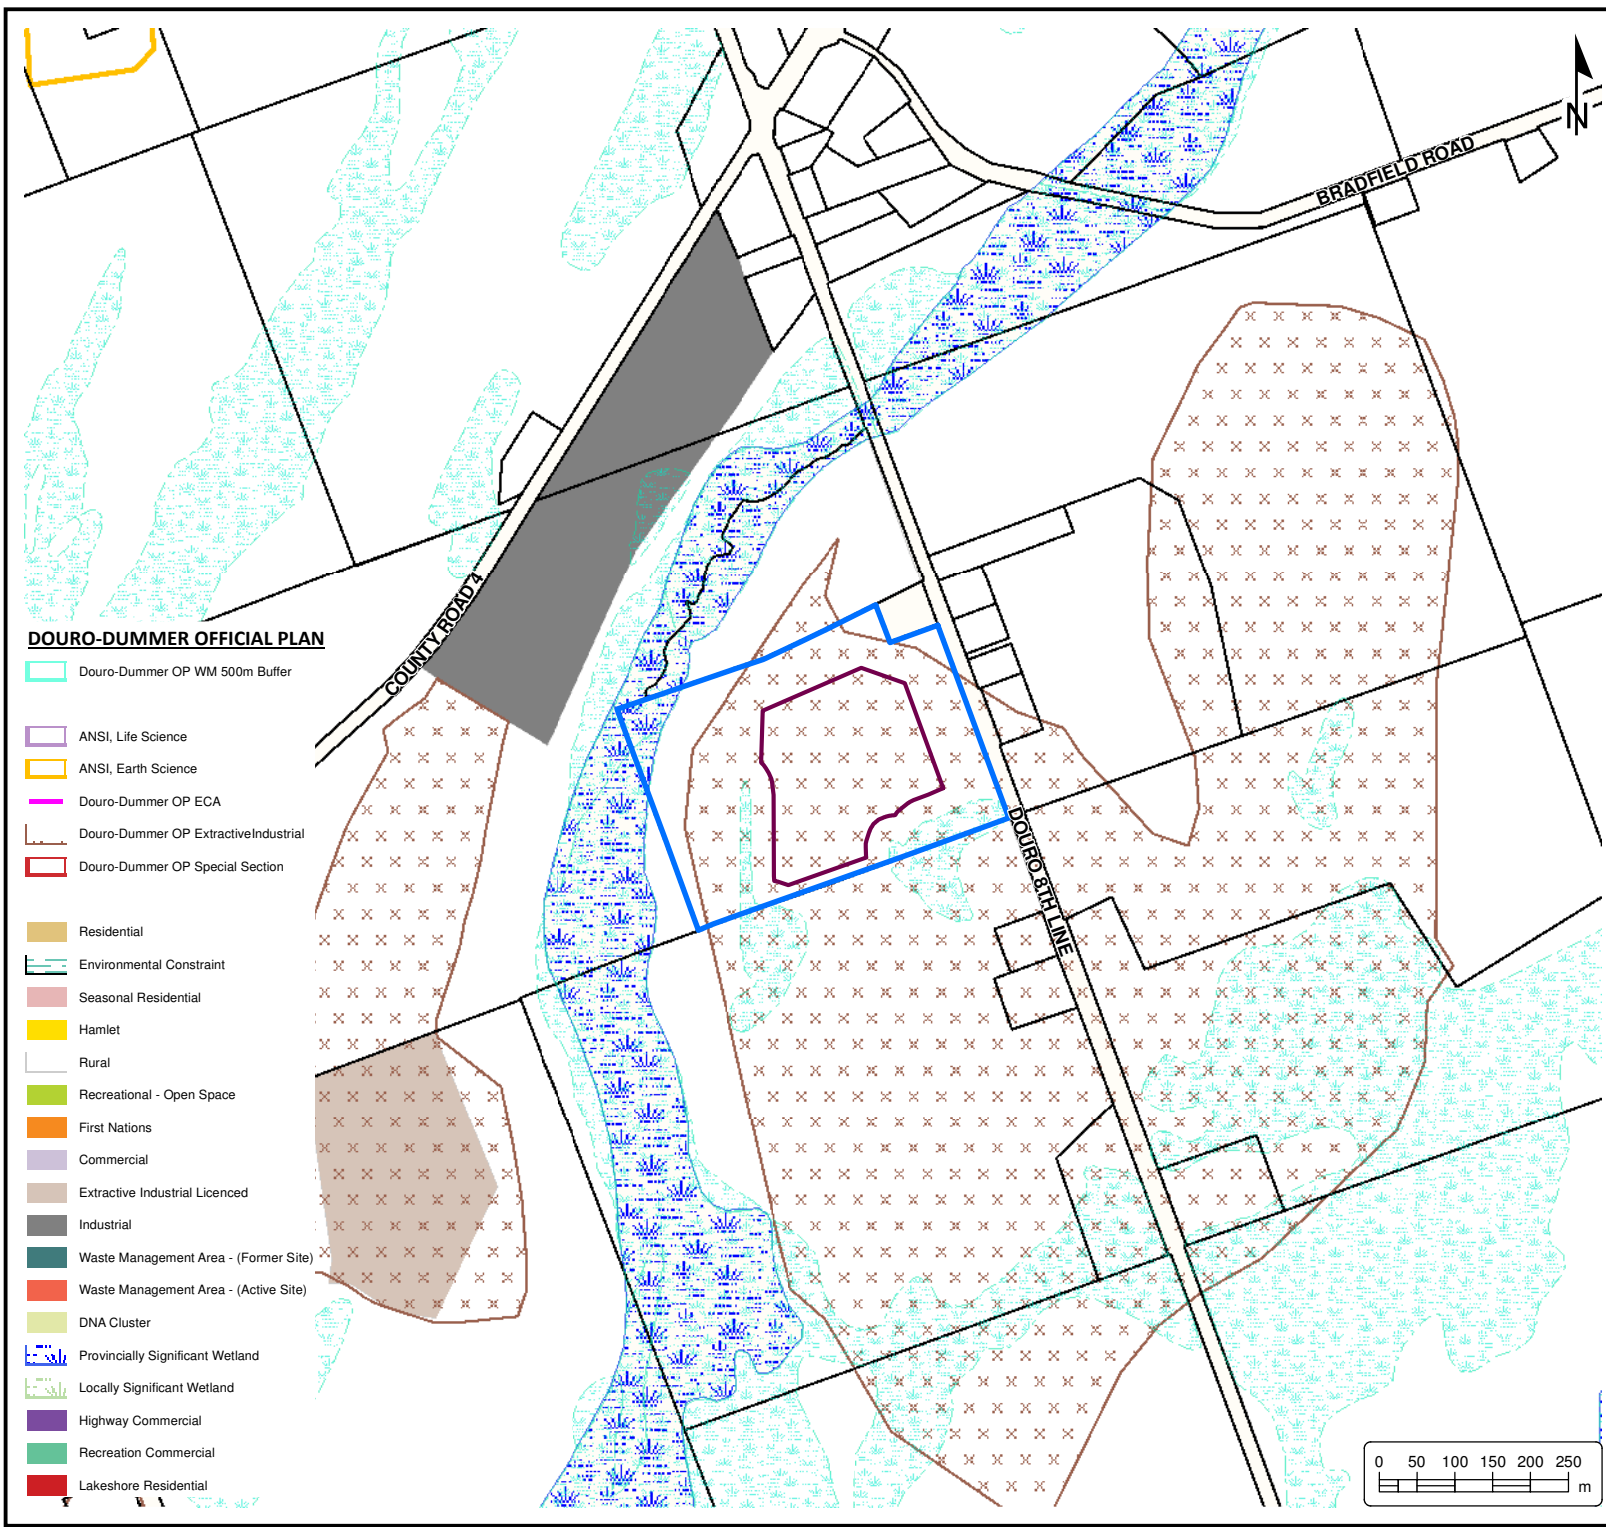 N
BRADFIELD ROAD
COUNTY ROAD 4
DOURO 8TH LINE
DOURO-DUMMER OFFICIAL PLAN
Douro-Dummer OP WM 500m Buffer
ANSI, Life Science
ANSI, Earth Science
Douro-Dummer OP ECA
Douro-Dummer OP ExtractiveIndustrial
Douro-Dummer OP Special Section
Residential
Environmental Constraint
Seasonal Residential
Hamlet
Rural
Recreational - Open Space
First Nations
Commercial
Extractive Industrial Licenced
Industrial
Waste Management Area - (Former Site)
Waste Management Area - (Active Site)
DNA Cluster
Provincially Significant Wetland
Locally Significant Wetland
Highway Commercial
Recreation Commercial
Lakeshore Residential
0 50 100 150 200 250
m